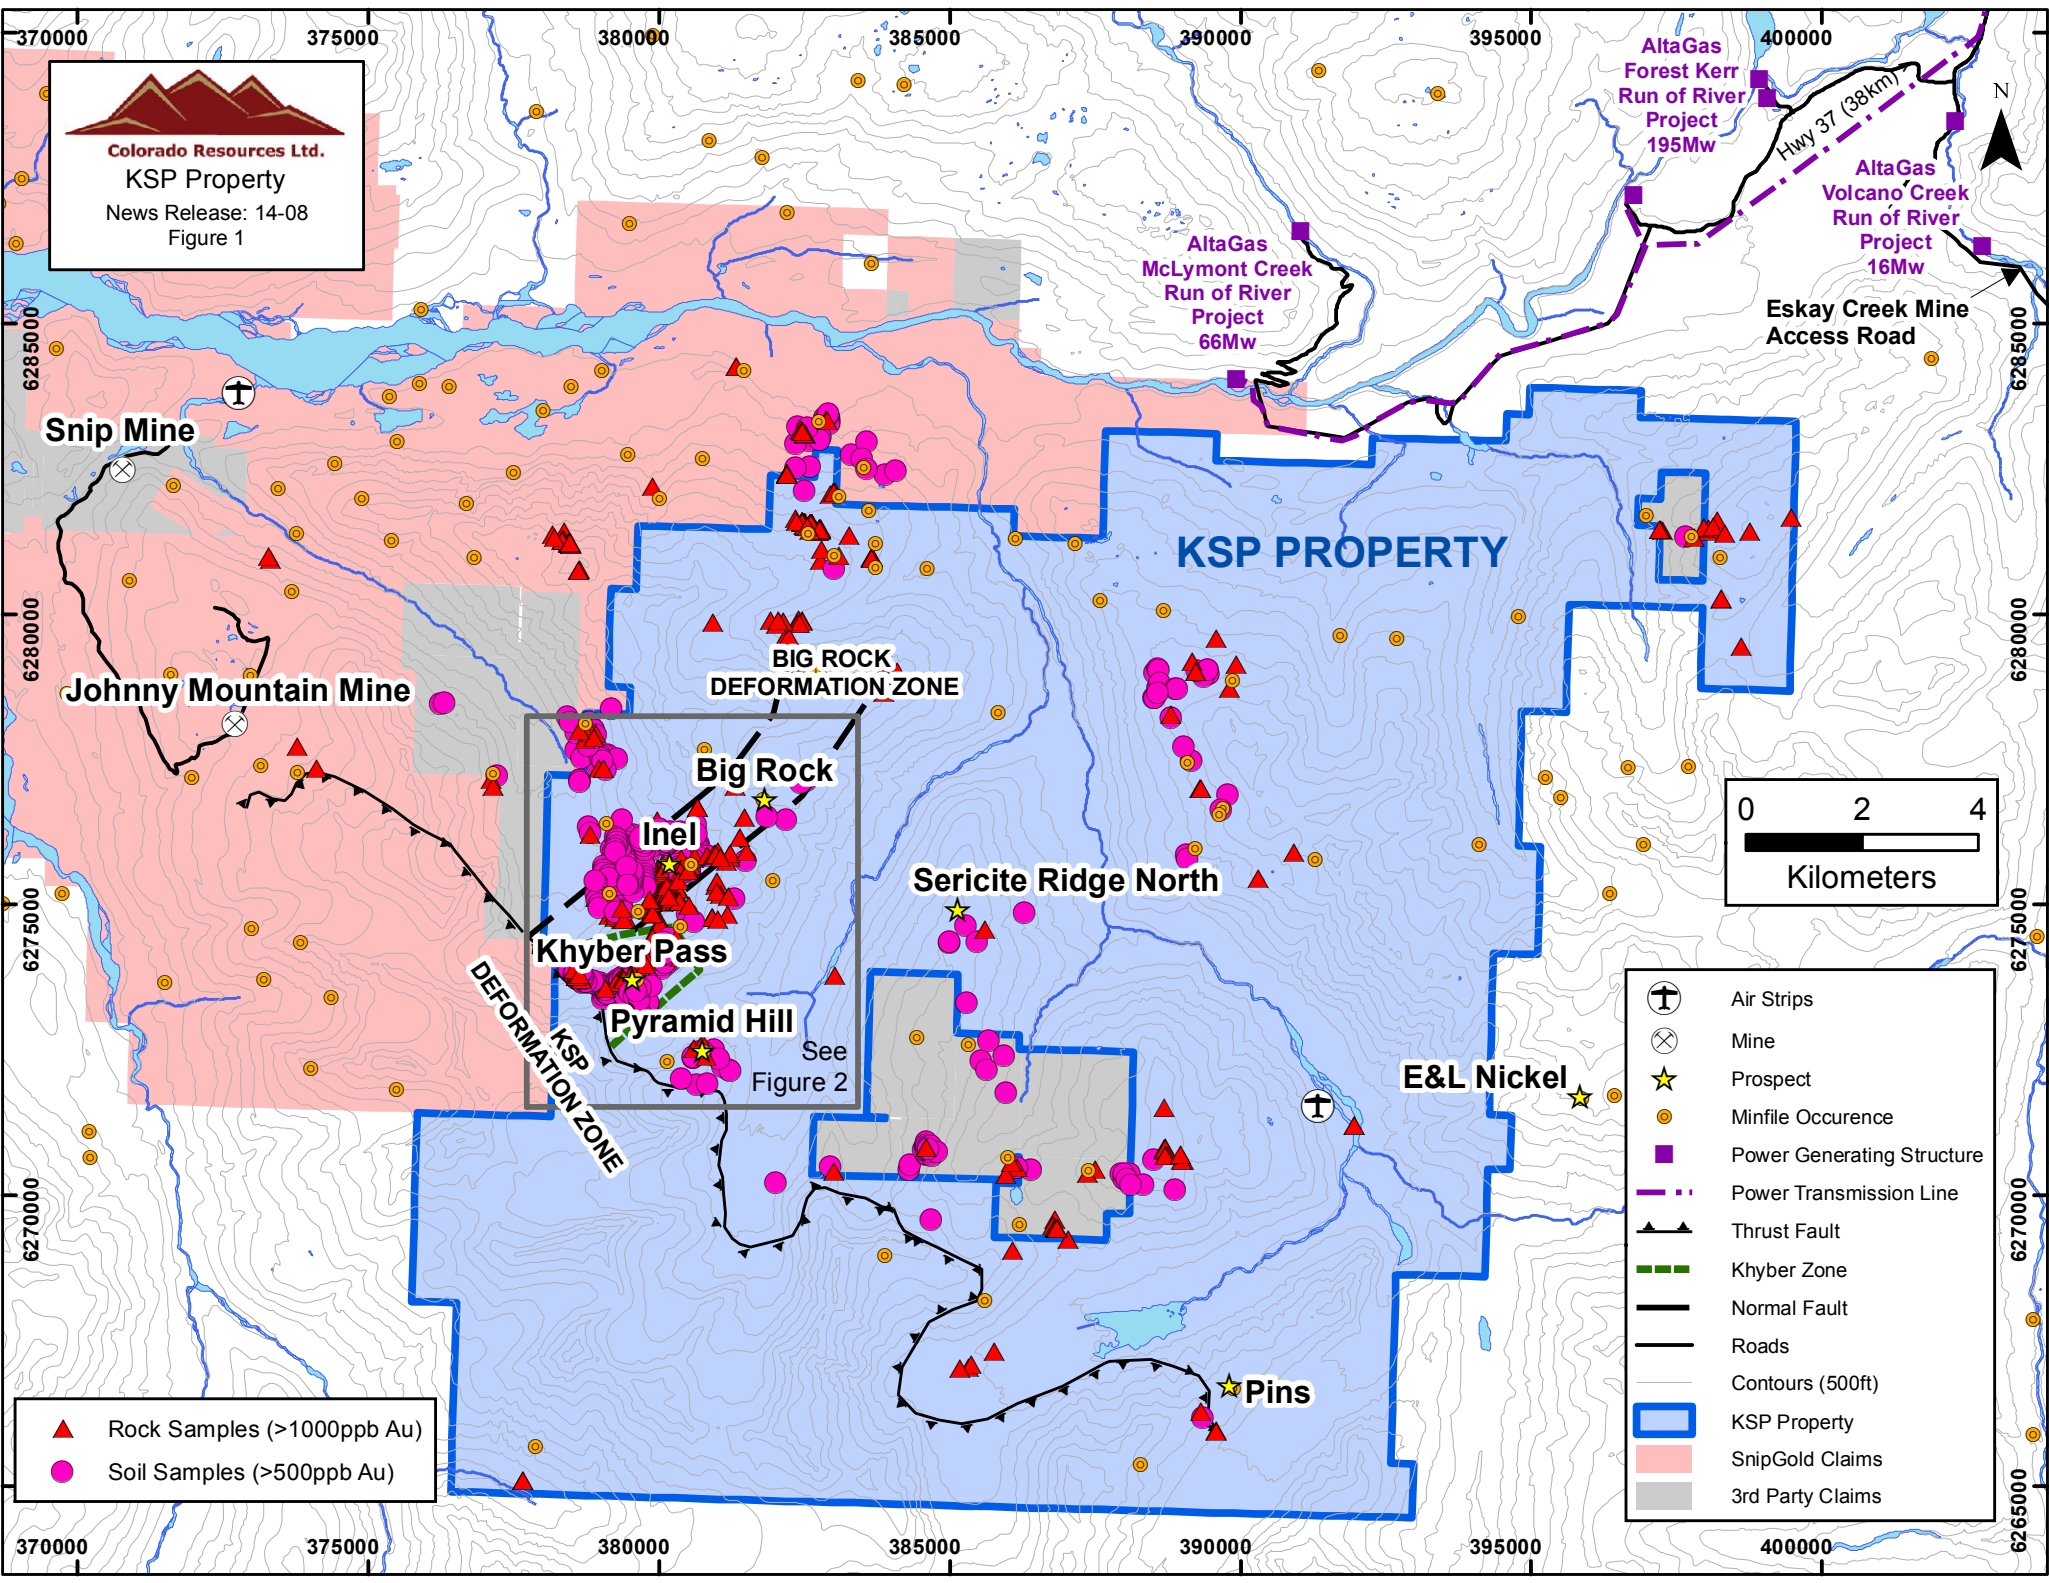 370000
375000
380000
385000
390000
395000
400000
Colorado Resources Ltd.
KSP Property
News Release: 14-08
Figure 1
AltaGas
Forest Kerr
Run of River
Project
195Mw
Hwy 37 (38km)
N
AltaGas
Volcano Creek
Run of River
Project
16Mw
AltaGas
McLymont Creek
Run of River
Project
66Mw
Eskay Creek Mine
Access Road
6285000
6285000
Snip Mine
KSP PROPERTY
6280000
6280000
BIG ROCK
DEFORMATION ZONE
Johnny Mountain Mine
Big Rock
Inel
0 2 4
Kilometers
Sericite Ridge North
6275000
6275000
Khyber Pass
KSP
DEFORMATION ZONE
Pyramid Hill
See
Figure 2
E&L Nickel
Air Strips
Mine
Prospect
Minfile Occurence
Power Generating Structure
Power Transmission Line
Thrust Fault
Khyber Zone
Normal Fault
Roads
Contours (500ft)
KSP Property
SnipGold Claims
3rd Party Claims
6270000
6270000
Pins
Rock Samples (>1000ppb Au)
Soil Samples (>500ppb Au)
6265000
370000
375000
380000
385000
390000
395000
400000